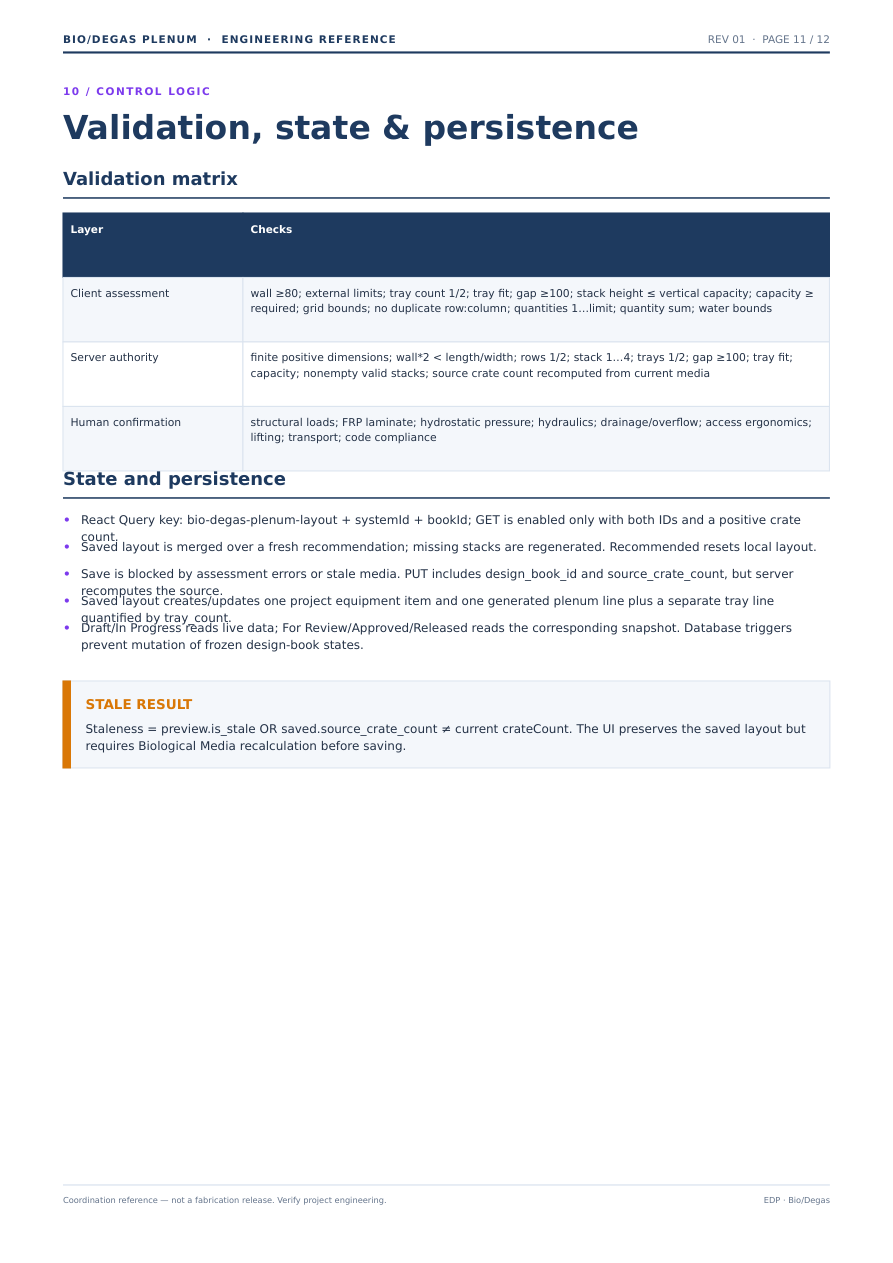 BIO/DEGAS PLENUM · ENGINEERING REFERENCE
REV 01 · PAGE 11 / 12
10 / CONTROL LOGIC
Validation, state & persistence
Validation matrix
Layer
Checks
Client assessment
wall ≥80; external limits; tray count 1/2; tray fit; gap ≥100; stack height ≤ vertical capacity; capacity ≥
required; grid bounds; no duplicate row:column; quantities 1…limit; quantity sum; water bounds
Server authority
finite positive dimensions; wall*2 < length/width; rows 1/2; stack 1…4; trays 1/2; gap ≥100; tray fit;
capacity; nonempty valid stacks; source crate count recomputed from current media
Human confirmation
structural loads; FRP laminate; hydrostatic pressure; hydraulics; drainage/overflow; access ergonomics;
lifting; transport; code compliance
State and persistence
• React Query key: bio-degas-plenum-layout + systemId + bookId; GET is enabled only with both IDs and a positive crate
count.
• Saved layout is merged over a fresh recommendation; missing stacks are regenerated. Recommended resets local layout.
• Save is blocked by assessment errors or stale media. PUT includes design_book_id and source_crate_count, but server
recomputes the source.
• Saved layout creates/updates one project equipment item and one generated plenum line plus a separate tray line
quantified by tray_count.
• Draft/In Progress reads live data; For Review/Approved/Released reads the corresponding snapshot. Database triggers
prevent mutation of frozen design-book states.
STALE RESULT
Staleness = preview.is_stale OR saved.source_crate_count ≠ current crateCount. The UI preserves the saved layout but
requires Biological Media recalculation before saving.
Coordination reference — not a fabrication release. Verify project engineering.
EDP · Bio/Degas